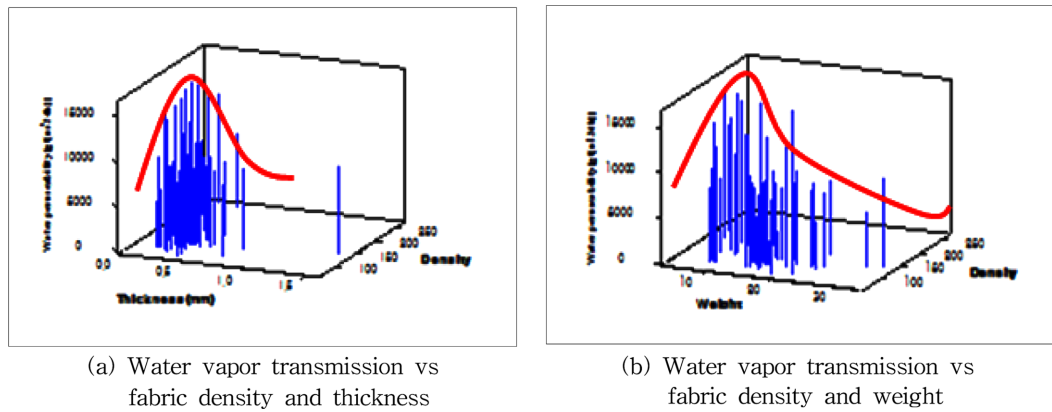 15000
10000
5000
0
0,0
0,5
1,0
1,5
Thickness (mm)
100
150
200
250
Density
15000
10000
5000
0
10
20
30
Weight
100
150
200
250
Density
(a) Water vapor transmission vs
fabric density and thickness
(b) Water vapor transmission vs
fabric density and weight